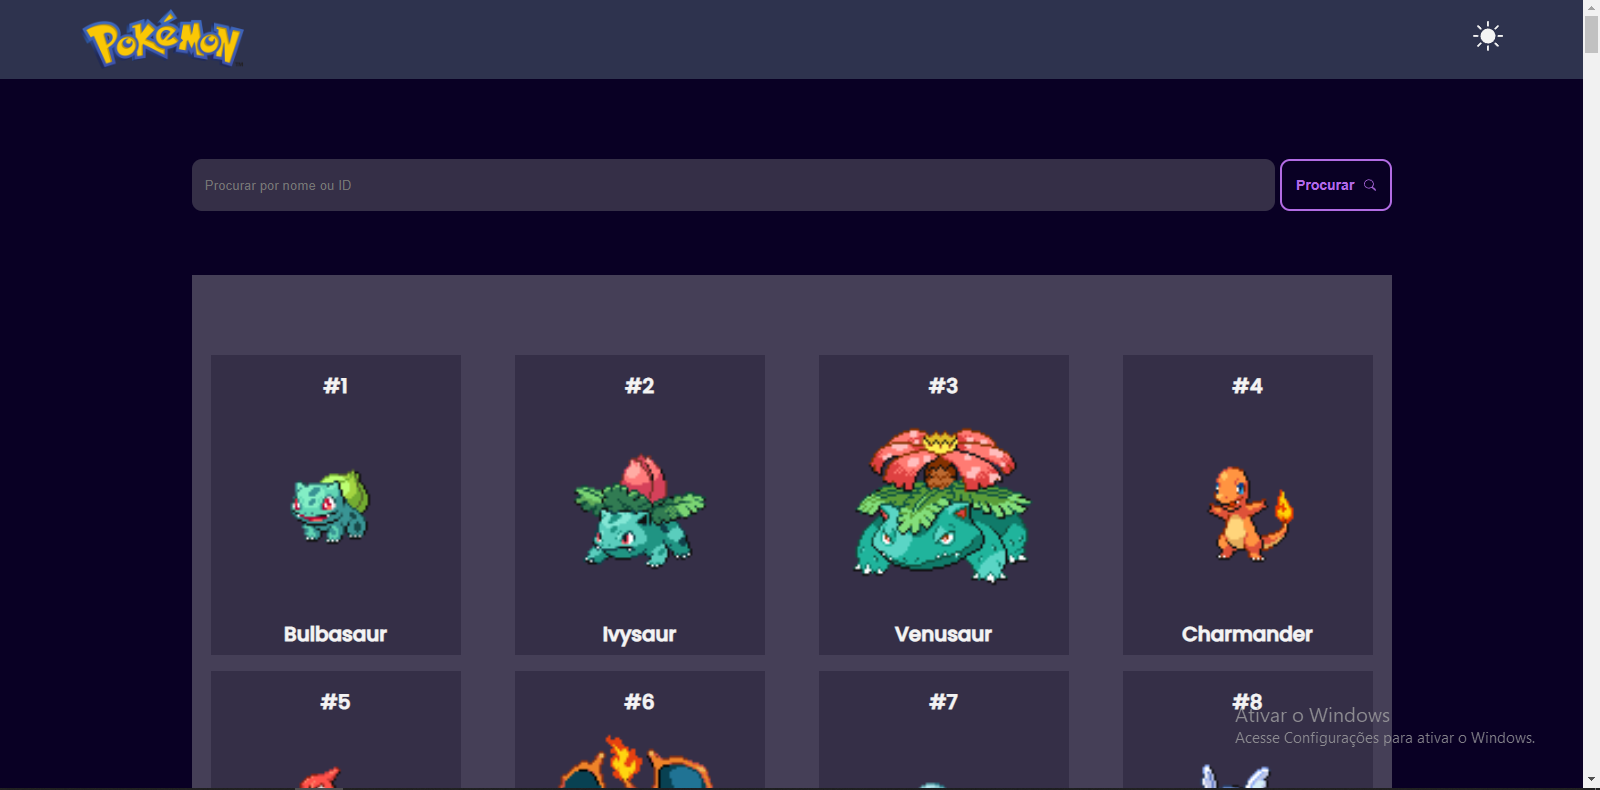 POKÉMON
Procurar por nome ou ID
Procurar
#1
#2
#3
#4
Bulbasaur
Ivysaur
Venusaur
Charmander
#5
#6
#7
#8
Ativar o Windows
Acesse Configurações para ativar o Windows.